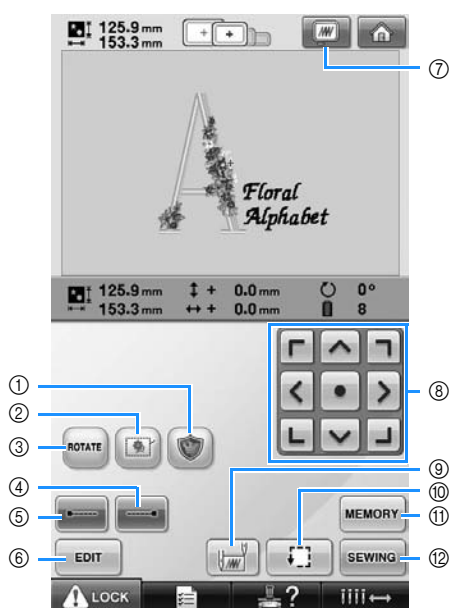 125.9 mm
153.3 mm
⑦
Floral
Alphabet
125.9 mm + 0.0 mm 0°
153.3 mm + 0.0 mm 8
①
②
③ ROTATE
⑧
④
⑤
⑨
⑩
MEMORY ⑪
⑥ EDIT
SEWING ⑫
LOCK ?